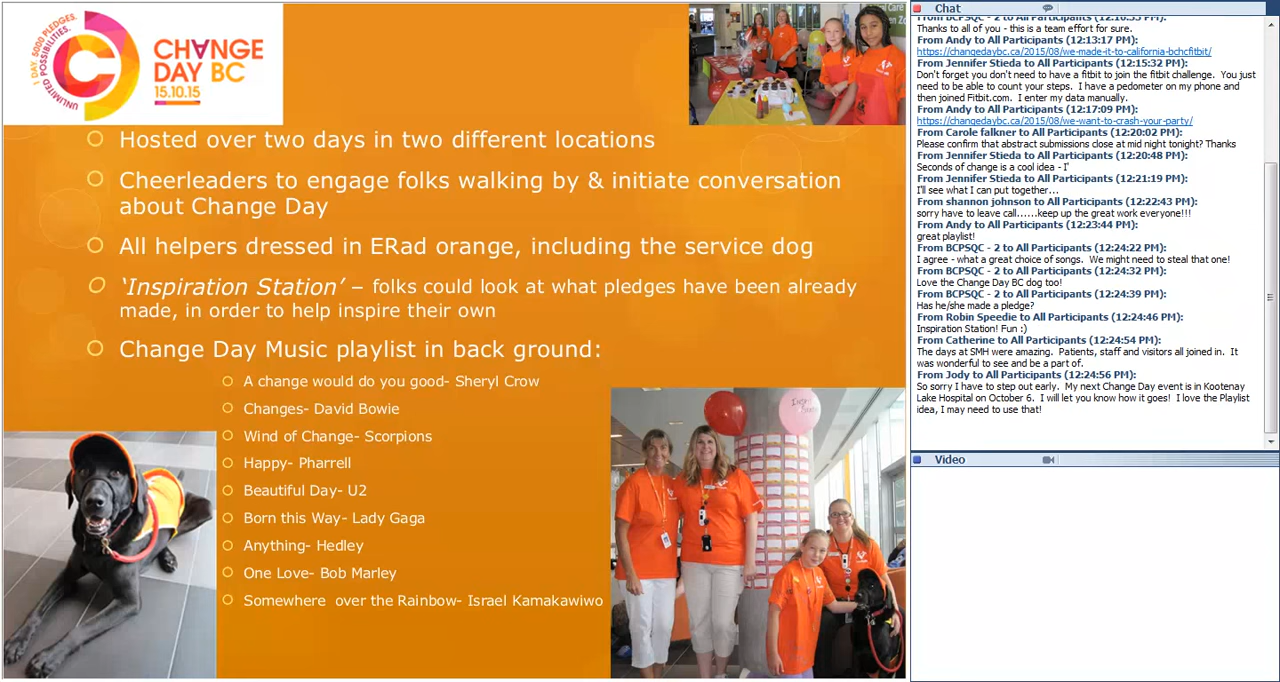 I DAY. 5000 PLEDGES.
UNLIMITED POSSIBILITIES.
CHANGE
DAY BC
15.10.15
Hosted over two days in two different locations
Cheerleaders to engage folks walking by & initiate conversation
about Change Day
All helpers dressed in ERad orange, including the service dog
‘Inspiration Station’ – folks could look at what pledges have been already
made, in order to help inspire their own
Change Day Music playlist in back ground:
A change would do you good- Sheryl Crow
Changes- David Bowie
Wind of Change- Scorpions
Happy- Pharrell
Beautiful Day- U2
Born this Way- Lady Gaga
Anything- Hedley
One Love- Bob Marley
Somewhere  over the Rainbow- Israel Kamakawiwo
Chat
From BCPSQC - 2 to All Participants
Thanks to all of you - this is a team effort for sure.
From Andy to All Participants (12:13:17 PM):
https://changedaybc.ca/2015/08/we-made-it-to-california-bchcfitbit/
From Jennifer Stieda to All Participants (12:15:32 PM):
Don't forget you don't need to have a fitbit to join the fitbit challenge.  You just
need to be able to count your steps.  I have a pedometer on my phone and
then joined Fitbit.com.  I enter my data manually.
From Andy to All Participants (12:17:09 PM):
https://changedaybc.ca/2015/08/we-want-to-crash-your-party/
From Carole falkner to All Participants (12:20:02 PM):
Please confirm that abstract submissions close at mid night tonight? Thanks
From Jennifer Stieda to All Participants (12:20:48 PM):
Seconds of change is a cool idea - I'
From Jennifer Stieda to All Participants (12:21:19 PM):
I'll see what I can put together...
From shannon johnson to All Participants (12:22:43 PM):
sorry have to leave call......keep up the great work everyone!!!
From Andy to All Participants (12:23:44 PM):
great playlist!
From BCPSQC - 2 to All Participants (12:24:22 PM):
I agree - what a great choice of songs.  We might need to steal that one!
From BCPSQC - 2 to All Participants (12:24:32 PM):
Love the Change Day BC dog too!
From BCPSQC - 2 to All Participants (12:24:39 PM):
Has he/she made a pledge?
From Robin Speedie to All Participants (12:24:46 PM):
Inspiration Station! Fun :)
From Catherine to All Participants (12:24:54 PM):
The days at SMH were amazing.  Patients, staff and visitors all joined in.  It
was wonderful to see and be a part of.
From Jody to All Participants (12:24:56 PM):
So sorry I have to step out early.  My next Change Day event is in Kootenay
Lake Hospital on October 6.  I will let you know how it goes!  I love the Playlist
idea, I may need to use that!
Video